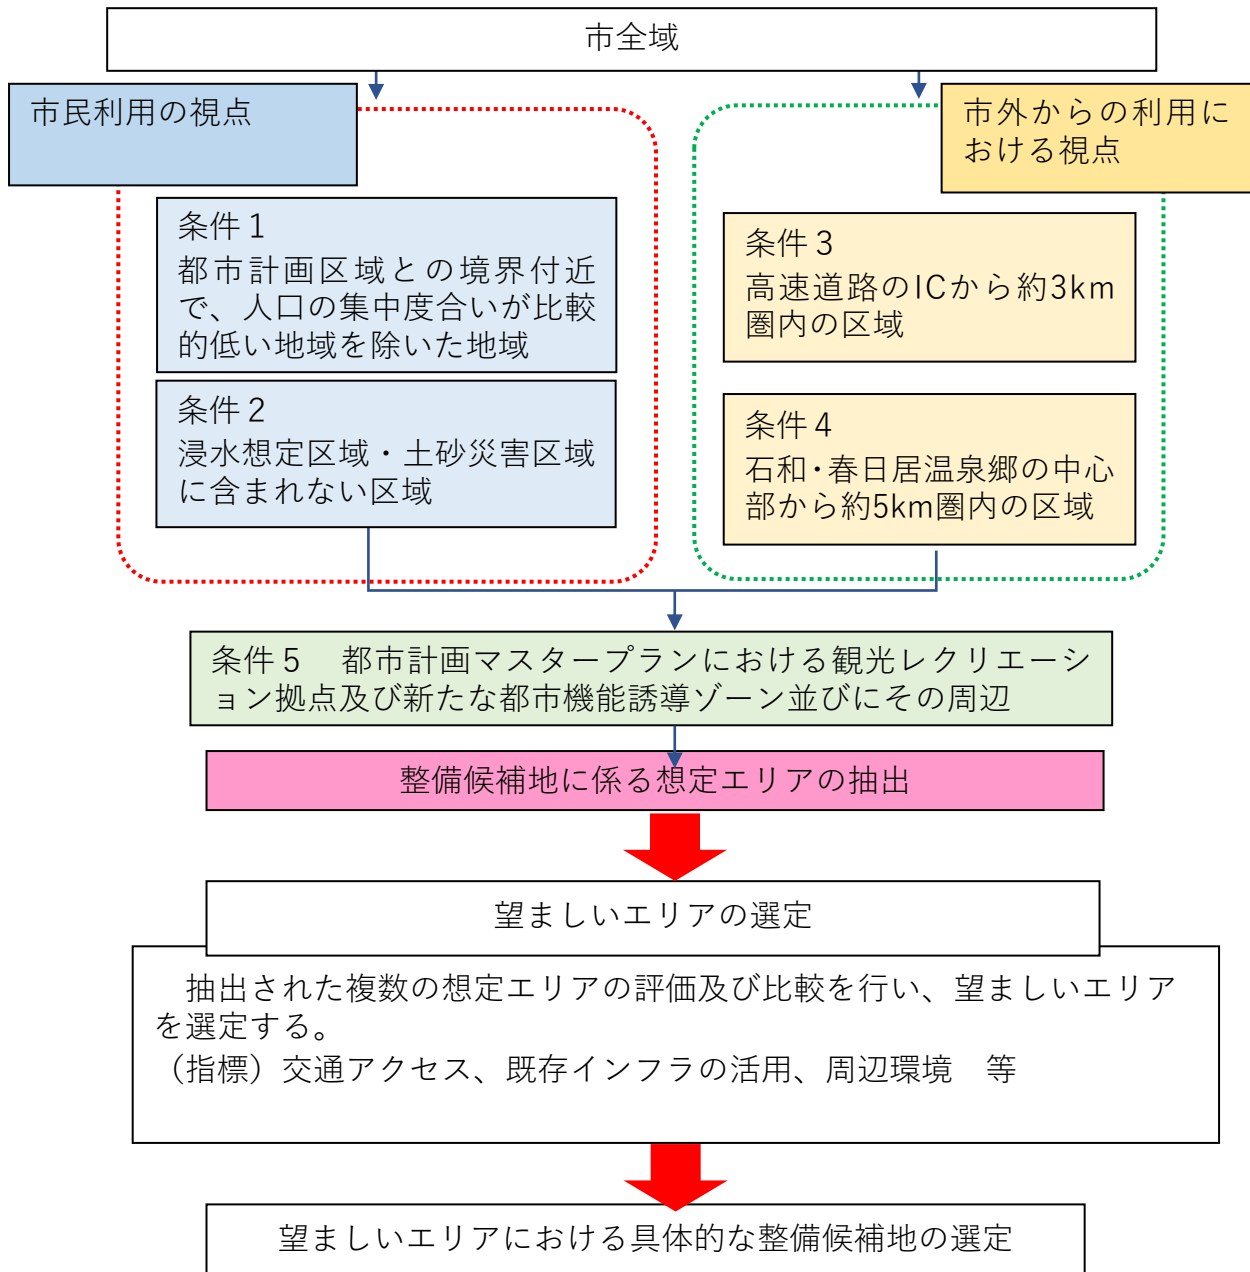 市全域
市民利用の視点
市外からの利用に
おける視点
条件１
都市計画区域との境界付近
で、人口の集中度合いが比較
的低い地域を除いた地域
条件２
浸水想定区域・土砂災害区域
に含まれない区域
条件３
高速道路のICから約3km
圏内の区域
条件４
石和・春日居温泉郷の中心
部から約5km圏内の区域
条件５　都市計画マスタープランにおける観光レクリエーシ
ョン拠点及び新たな都市機能誘導ゾーン並びにその周辺
整備候補地に係る想定エリアの抽出
望ましいエリアの選定
抽出された複数の想定エリアの評価及び比較を行い、望ましいエリア
を選定する。
（指標）交通アクセス、既存インフラの活用、周辺環境　等
望ましいエリアにおける具体的な整備候補地の選定